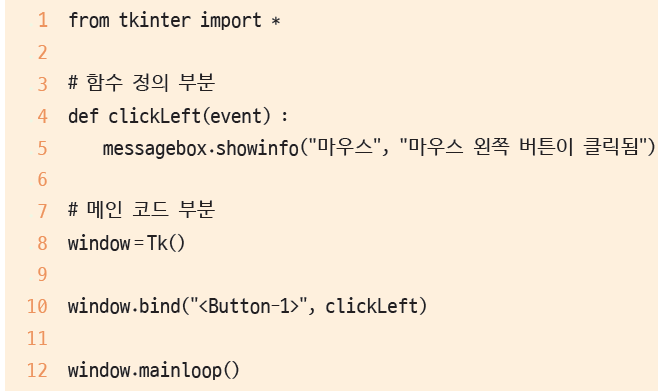 1 from tkinter import *
2
3 # 함수 정의 부분
4 def clickLeft(event) :
5     messagebox.showinfo("마우스", "마우스 왼쪽 버튼이 클릭됨")
6
7 # 메인 코드 부분
8 window=Tk()
9
10 window.bind("<Button-1>", clickLeft)
11
12 window.mainloop()